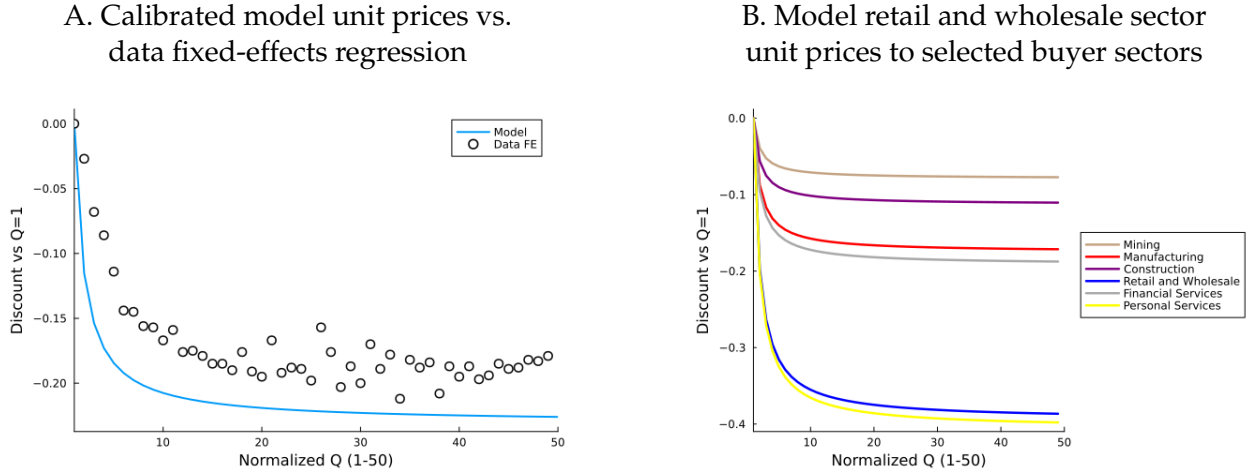 A. Calibrated model unit prices vs.
data fixed-effects regression
0.00
−0.05
−0.10
−0.15
−0.20
Discount vs Q=1
10
20
30
40
50
Normalized Q (1-50)
Model
Data FE
B. Model retail and wholesale sector
unit prices to selected buyer sectors
0.0
−0.1
−0.2
−0.3
−0.4
Discount vs Q=1
10
20
30
40
50
Normalized Q (1-50)
Mining
Manufacturing
Construction
Retail and Wholesale
Financial Services
Personal Services